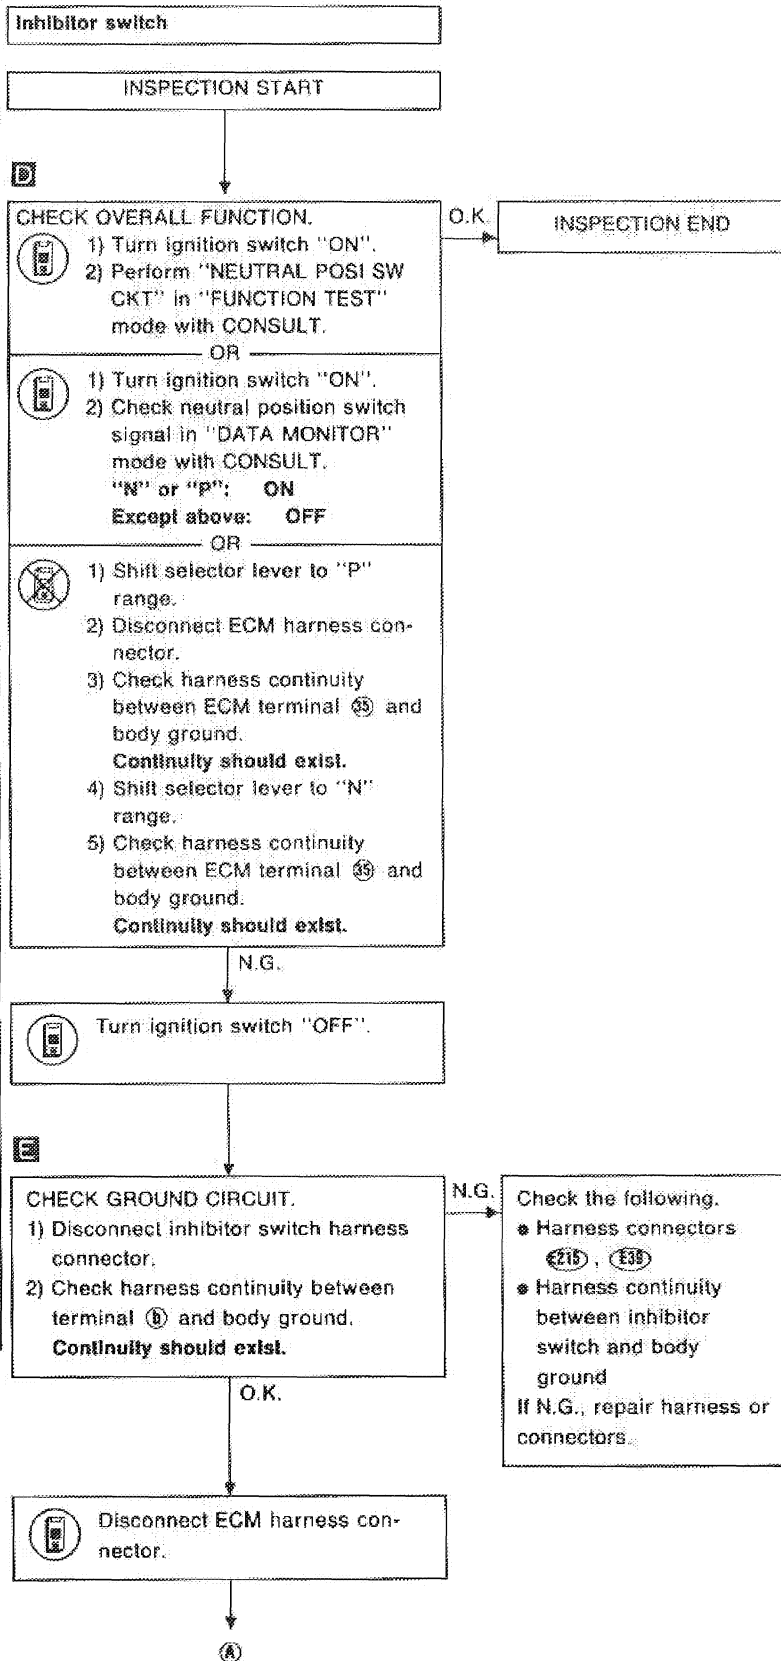 Inhibitor switch
INSPECTION START
D
CHECK OVERALL FUNCTION.
1) Turn ignition switch "ON".
2) Perform "NEUTRAL POSI SW
CKT" in "FUNCTION TEST"
mode with CONSULT.
OR
1) Turn ignition switch "ON".
2) Check neutral position switch
signal in "DATA MONITOR"
mode with CONSULT.
"N" or "P": ON
Except above: OFF
OR
1) Shift selector lever to "P"
range.
2) Disconnect ECM harness con-
nector.
3) Check harness continuity
between ECM terminal 35 and
body ground.
Continuity should exist.
4) Shift selector lever to "N"
range.
5) Check harness continuity
between ECM terminal 35 and
body ground.
Continuity should exist.
O.K.
INSPECTION END
N.G.
Turn ignition switch "OFF".
E
CHECK GROUND CIRCUIT.
1) Disconnect inhibitor switch harness
connector.
2) Check harness continuity between
terminal b and body ground.
Continuity should exist.
N.G.
Check the following.
• Harness connectors
E215, E39
• Harness continuity
between inhibitor
switch and body
ground
If N.G., repair harness or
connectors.
O.K.
Disconnect ECM harness con-
nector.
A